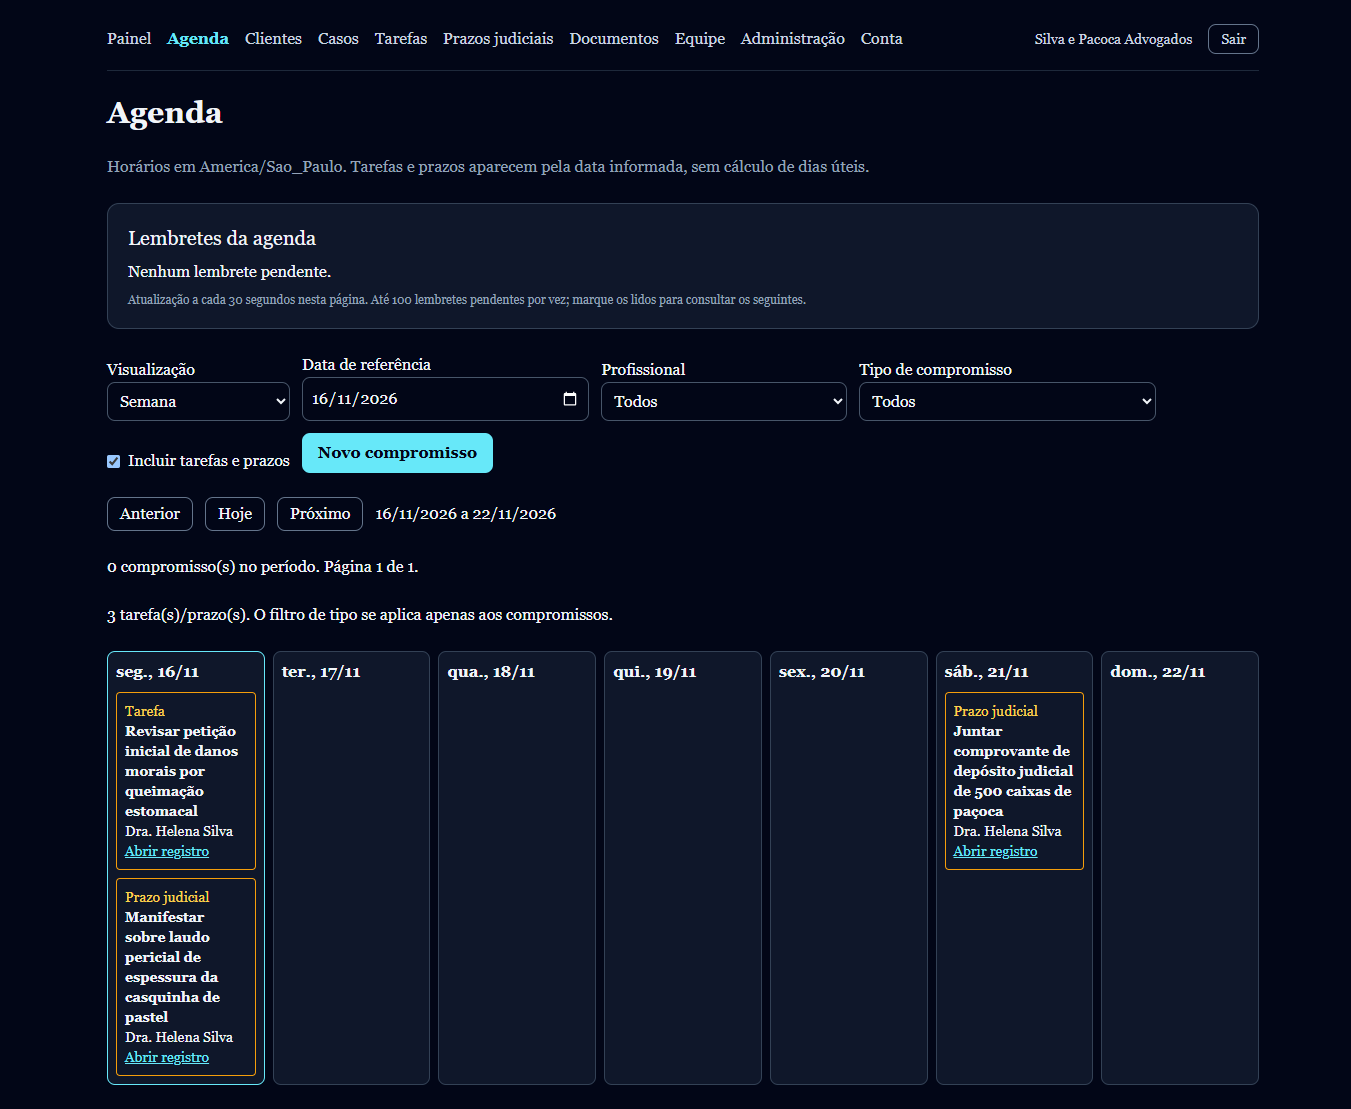 Painel Agenda Clientes Casos Tarefas Prazos judiciais Documentos Equipe Administração Conta Silva e Pacoca Advogados Sair
Agenda
Horários em America/Sao_Paulo. Tarefas e prazos aparecem pela data informada, sem cálculo de dias úteis.
Lembretes da agenda
Nenhum lembrete pendente.
Atualização a cada 30 segundos nesta página. Até 100 lembretes pendentes por vez; marque os lidos para consultar os seguintes.
Visualização
Semana
Data de referência
16/11/2026
Profissional
Todos
Tipo de compromisso
Todos
Incluir tarefas e prazos
Novo compromisso
Anterior Hoje Próximo 16/11/2026 a 22/11/2026
0 compromisso(s) no período. Página 1 de 1.
3 tarefa(s)/prazo(s). O filtro de tipo se aplica apenas aos compromissos.
seg., 16/11
Tarefa
Revisar petição
inicial de danos
morais por
queimação
estomacal
Dra. Helena Silva
Abrir registro
Prazo judicial
Manifestar
sobre laudo
pericial de
espessura da
casquinha de
pastel
Dra. Helena Silva
Abrir registro
ter., 17/11
qua., 18/11
qui., 19/11
sex., 20/11
sáb., 21/11
Prazo judicial
Juntar
comprovante de
depósito judicial
de 500 caixas de
paçoca
Dra. Helena Silva
Abrir registro
dom., 22/11